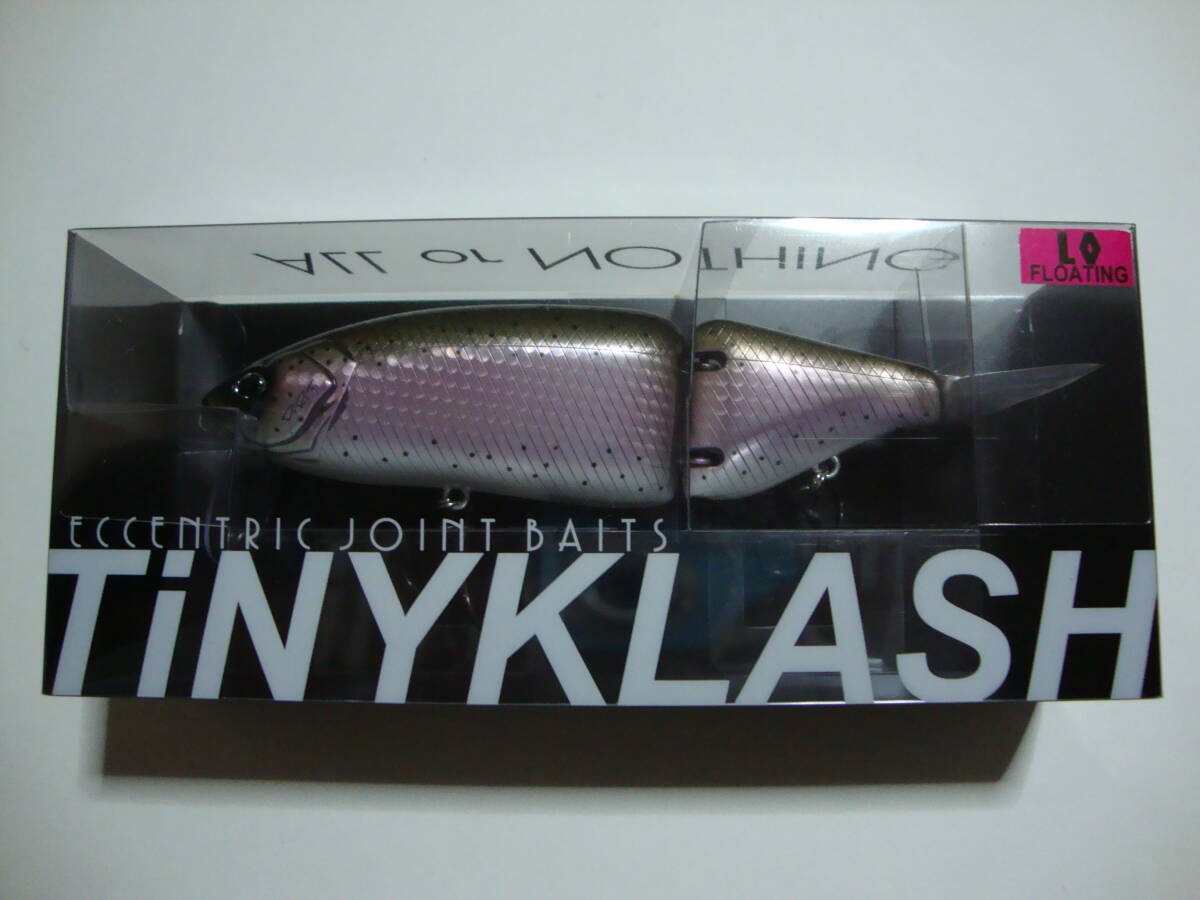 ALL or NOTHiNG
LO
FLOATING
ECCENTRIC JOINT BAITS
TiNYKLASH